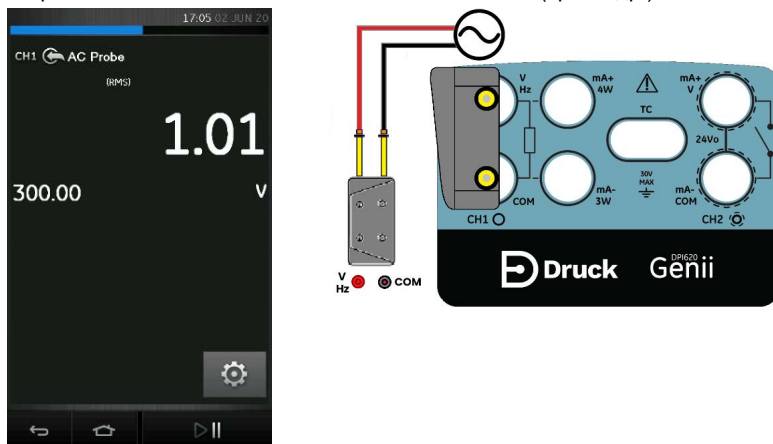 17:05 02 JUN 20
CH1 AC Probe
(RMS)
1.01
300.00 V
V
Hz
COM
V
Hz
COM
CH1
mA+
4W
mA-
3W
TC
30V
MAX
mA+
V
24Vo
mA-
COM
CH2
Druck
DPI620
Genii